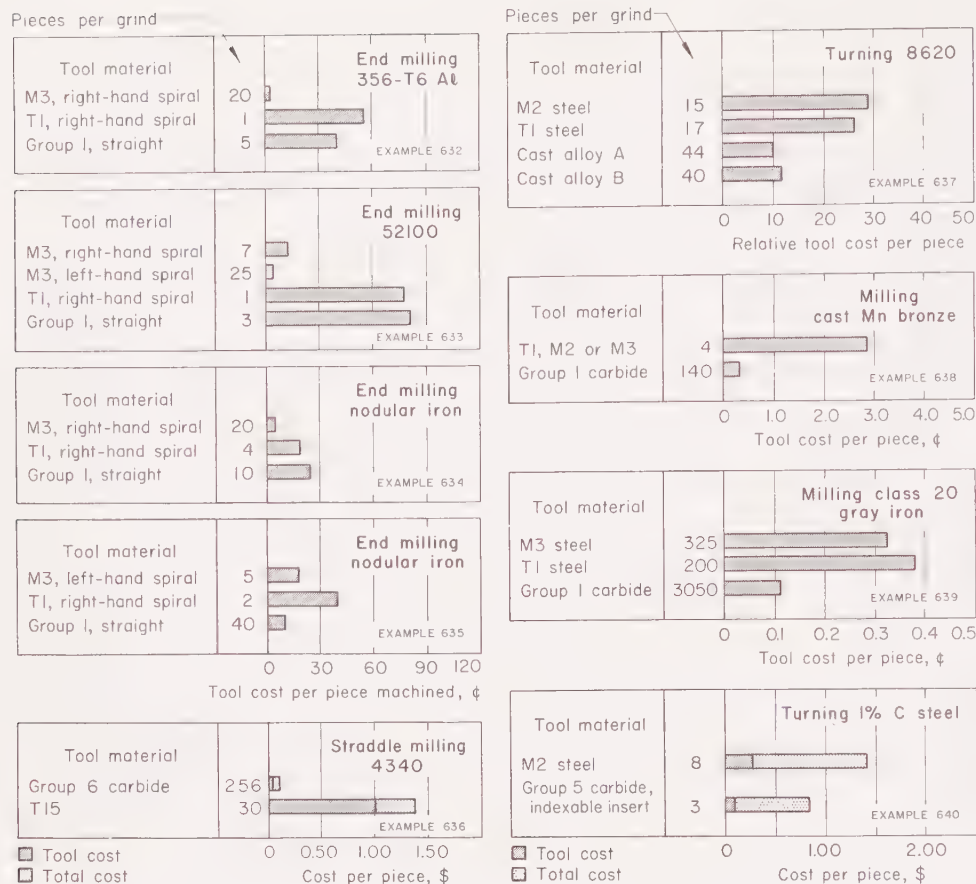 Pieces per grind
Tool material
End milling
356-T6 Al
M3, right-hand spiral 20
T1, right-hand spiral 1
Group 1, straight 5
EXAMPLE 632
Tool material
End milling
52100
M3, right-hand spiral 7
M3, left-hand spiral 25
T1, right-hand spiral 1
Group 1, straight 3
EXAMPLE 633
Tool material
End milling
nodular iron
M3, right-hand spiral 20
T1, right-hand spiral 4
Group 1, straight 10
EXAMPLE 634
Tool material
End milling
nodular iron
M3, left-hand spiral 5
T1, right-hand spiral 2
Group 1, straight 40
EXAMPLE 635
0 30 60 90 120
Tool cost per piece machined, ¢
Tool material
Straddle milling
4340
Group 6 carbide 256
T15 30
EXAMPLE 636
0 0.50 1.00 1.50
Cost per piece, $
Tool cost
Total cost
Pieces per grind
Tool material
Turning 8620
M2 steel 15
T1 steel 17
Cast alloy A 44
Cast alloy B 40
EXAMPLE 637
0 10 20 30 40 50
Relative tool cost per piece
Tool material
Milling
cast Mn bronze
T1, M2 or M3 4
Group 1 carbide 140
EXAMPLE 638
0 1.0 2.0 3.0 4.0 5.0
Tool cost per piece, ¢
Tool material
Milling class 20
gray iron
M3 steel 325
T1 steel 200
Group 1 carbide 3050
EXAMPLE 639
0 0.1 0.2 0.3 0.4 0.5
Tool cost per piece, ¢
Tool material
Turning 1% C steel
M2 steel 8
Group 5 carbide,
indexable insert 3
EXAMPLE 640
0 1.00 2.00
Cost per piece, $
Tool cost
Total cost